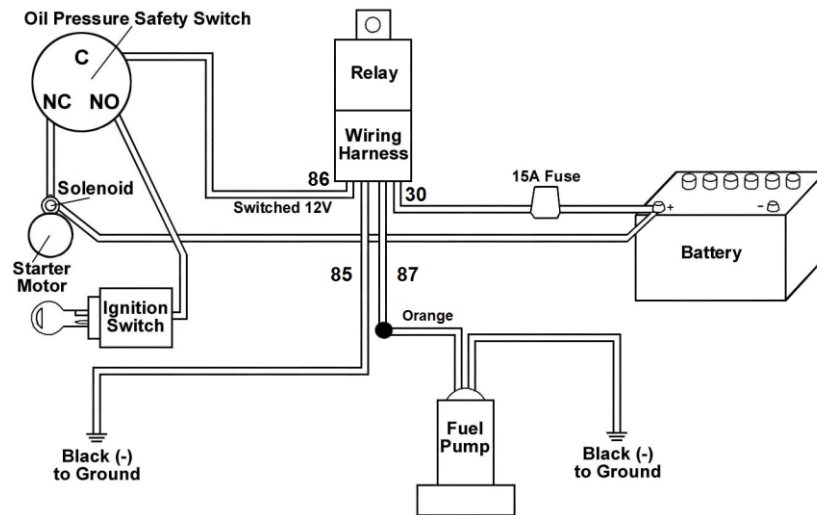 Oil Pressure Safety Switch
C
NC NO
Relay
Wiring
Harness
86
30
15A Fuse
Solenoid
Switched 12V
+ -
Battery
Starter
Motor
85
87
Ignition
Switch
Orange
Fuel
Pump
Black (-)
to Ground
Black (-)
to Ground